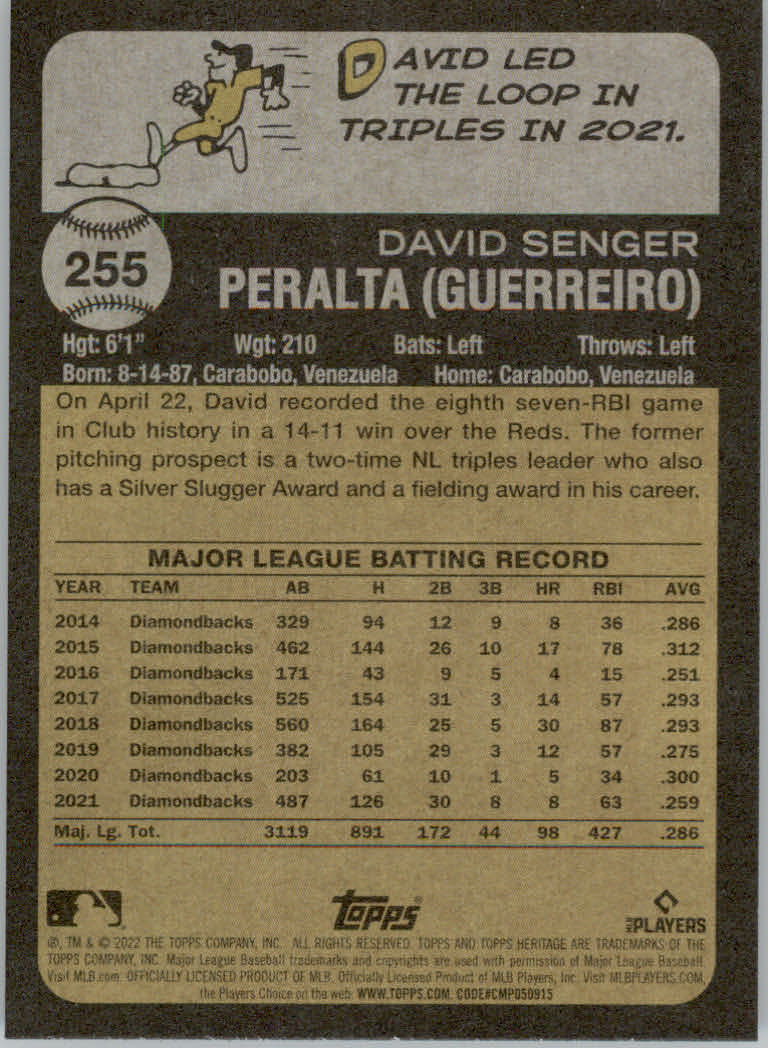 DAVID LED
THE LOOP IN
TRIPLES IN 2021.
255
DAVID SENGER
PERALTA (GUERREIRO)
Hgt: 6'1" Wgt: 210 Bats: Left Throws: Left
Born: 8-14-87, Carabobo, Venezuela Home: Carabobo, Venezuela
On April 22, David recorded the eighth seven-RBI game
in Club history in a 14-11 win over the Reds. The former
pitching prospect is a two-time NL triples leader who also
has a Silver Slugger Award and a fielding award in his career.
MAJOR LEAGUE BATTING RECORD
YEAR TEAM AB H 2B 3B HR RBI AVG
2014 Diamondbacks 329 94 12 9 8 36 .286
2015 Diamondbacks 462 144 26 10 17 78 .312
2016 Diamondbacks 171 43 9 5 4 15 .251
2017 Diamondbacks 525 154 31 3 14 57 .293
2018 Diamondbacks 560 164 25 5 30 87 .293
2019 Diamondbacks 382 105 29 3 12 57 .275
2020 Diamondbacks 203 61 10 1 5 34 .300
2021 Diamondbacks 487 126 30 8 8 63 .259
Maj. Lg. Tot. 3119 891 172 44 98 427 .286
Topps® MLB PLAYERS
®, TM & © 2022 THE TOPPS COMPANY, INC. ALL RIGHTS RESERVED. TOPPS AND TOPPS HERITAGE ARE TRADEMARKS OF THE
TOPPS COMPANY, INC. Major League Baseball trademarks and copyrights are used with permission of Major League Baseball.
Visit MLB.com. OFFICIALLY LICENSED PRODUCT OF MLB. Officially Licensed Product of MLB Players, Inc. Visit MLBPLAYERS.COM,
the Players Choice on the web. WWW.TOPPS.COM. CODE#CMP050915